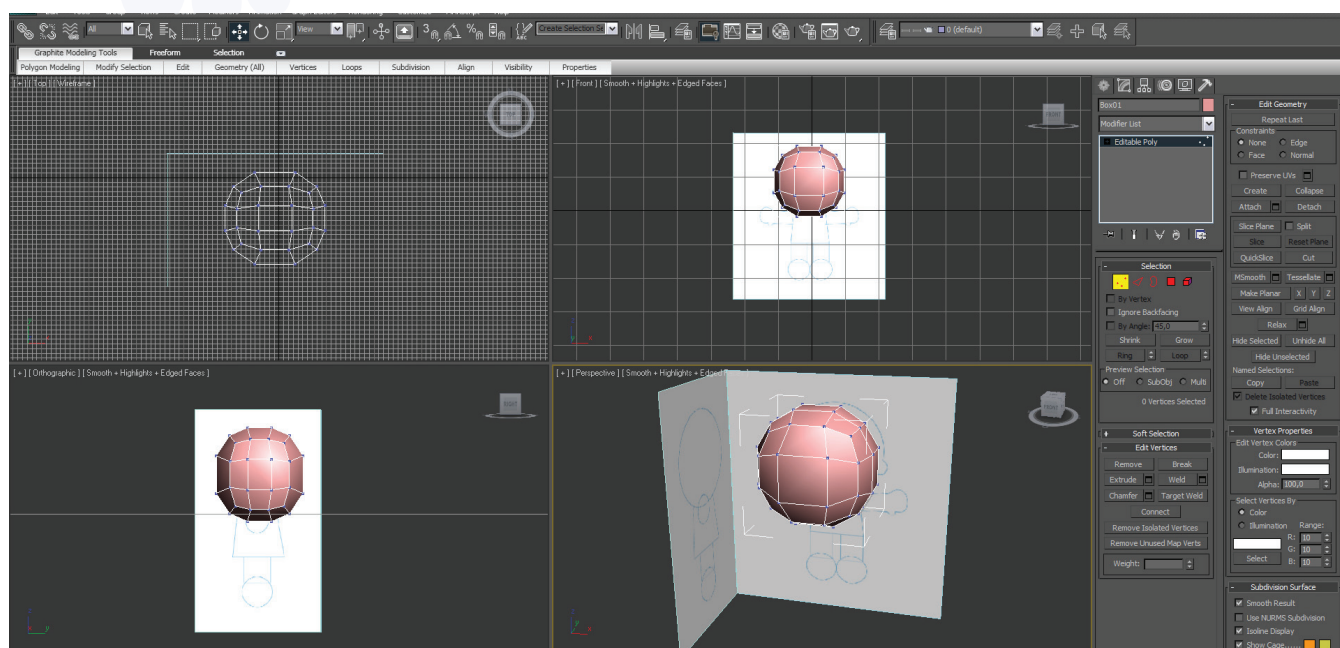 All
View
3
Create Selection Se
0 (default)
Graphite Modeling Tools
Freeform
Selection
Polygon Modeling
Modify Selection
Edit
Geometry (All)
Vertices
Loops
Subdivision
Align
Visibility
Properties
[ + ] [ Top ] [ Wireframe ]
TOP
[ + ] [ Front ] [ Smooth + Highlights + Edged Faces ]
FRONT
[ + ] [ Orthographic ] [ Smooth + Highlights + Edged Faces ]
RIGHT
[ + ] [ Perspective ] [ Smooth + Highlights + Edged Faces ]
FRONT
Box01
Modifier List
Editable Poly
Selection
By Vertex
Ignore Backfacing
By Angle: 45,0
Shrink
Grow
Ring
Loop
Preview Selection
Off
SubObj
Multi
0 Vertices Selected
+ Soft Selection
- Edit Vertices
Remove
Break
Extrude
Weld
Chamfer
Target Weld
Connect
Remove Isolated Vertices
Remove Unused Map Verts
Weight:
- Edit Geometry
Repeat Last
Constraints
None
Edge
Face
Normal
Preserve UVs
Create
Collapse
Attach
Detach
Slice Plane
Split
Slice
Reset Plane
QuickSlice
Cut
MSmooth
Tessellate
Make Planar
X
Y
Z
View Align
Grid Align
Relax
Hide Selected
Unhide All
Hide Unselected
Named Selections:
Copy
Paste
Delete Isolated Vertices
Full Interactivity
- Vertex Properties
Edit Vertex Colors
Color:
Illumination:
Alpha: 100,0
Select Vertices By
Color
Illumination
Range:
R: 10
G: 10
B: 10
Select
- Subdivision Surface
Smooth Result
Use NURMS Subdivision
Isoline Display
Show Cage......